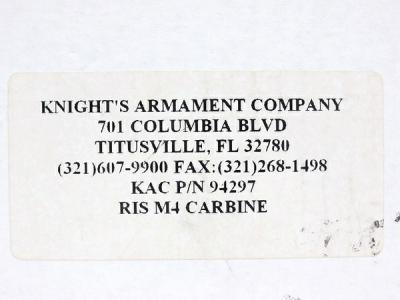 KNIGHT'S ARMAMENT COMPANY
701 COLUMBIA BLVD
TITUSVILLE, FL 32780
(321)607-9900 FAX:(321)268-1498
KAC P/N 94297
RIS M4 CARBINE